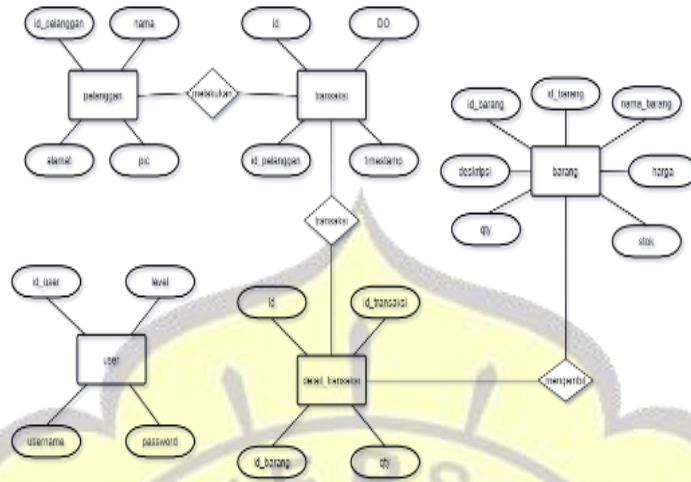 id_pelanggan
nama
id
DO
pelanggan
melakukan
transaksi
alamat
pic
id_pelanggan
timestamp
id_barang
id_barang
nama_barang
deskripsi
barang
harga
qty
stok
transaksi
id_user
level
id
id_transaksi
user
detail_transaksi
mengambil
username
password
id_barang
qty